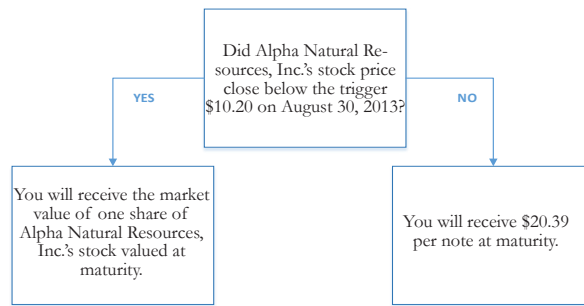 Did Alpha Natural Re-
sources, Inc.'s stock price
close below the trigger
$10.20 on August 30, 2013?
YES
NO
You will receive the market
value of one share of
Alpha Natural Resources,
Inc.'s stock valued at
maturity.
You will receive $20.39
per note at maturity.